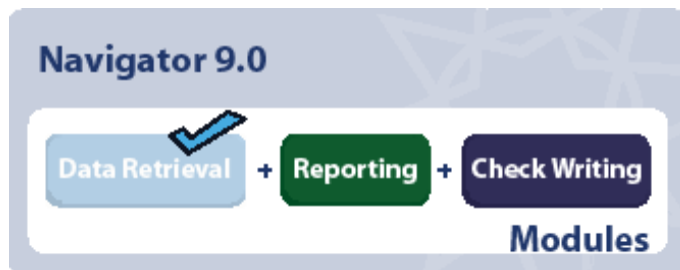 Navigator 9.0
Data Retrieval + Reporting + Check Writing
Modules